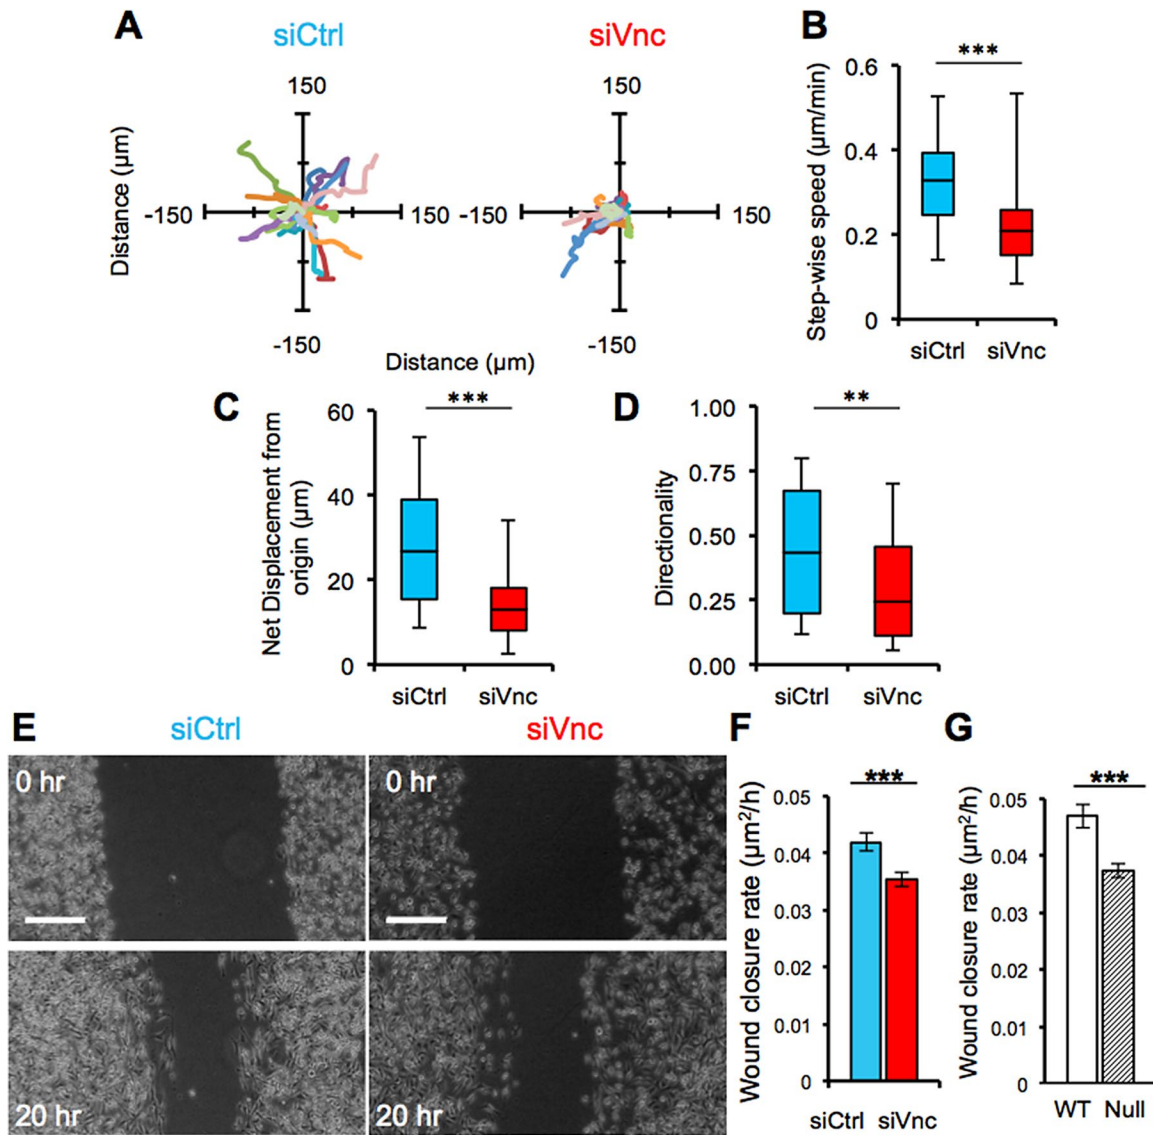 A
siCtrl
siVnc
150
150
Distance (µm)
-150
150
-150
150
-150
-150
Distance (µm)
B
***
Step-wise speed (µm/min)
0.6
0.4
0.2
0
siCtrl
siVnc
C
***
Net Displacement from
origin (µm)
60
40
20
0
siCtrl
siVnc
D
**
Directionality
1.00
0.75
0.50
0.25
0.00
siCtrl
siVnc
E
siCtrl
siVnc
0 hr
0 hr
20 hr
20 hr
F
***
Wound closure rate (µm²/h)
0.05
0.04
0.03
0.02
0.01
0
siCtrl siVnc
G
***
Wound closure rate (µm²/h)
0.05
0.04
0.03
0.02
0.01
0
WT Null